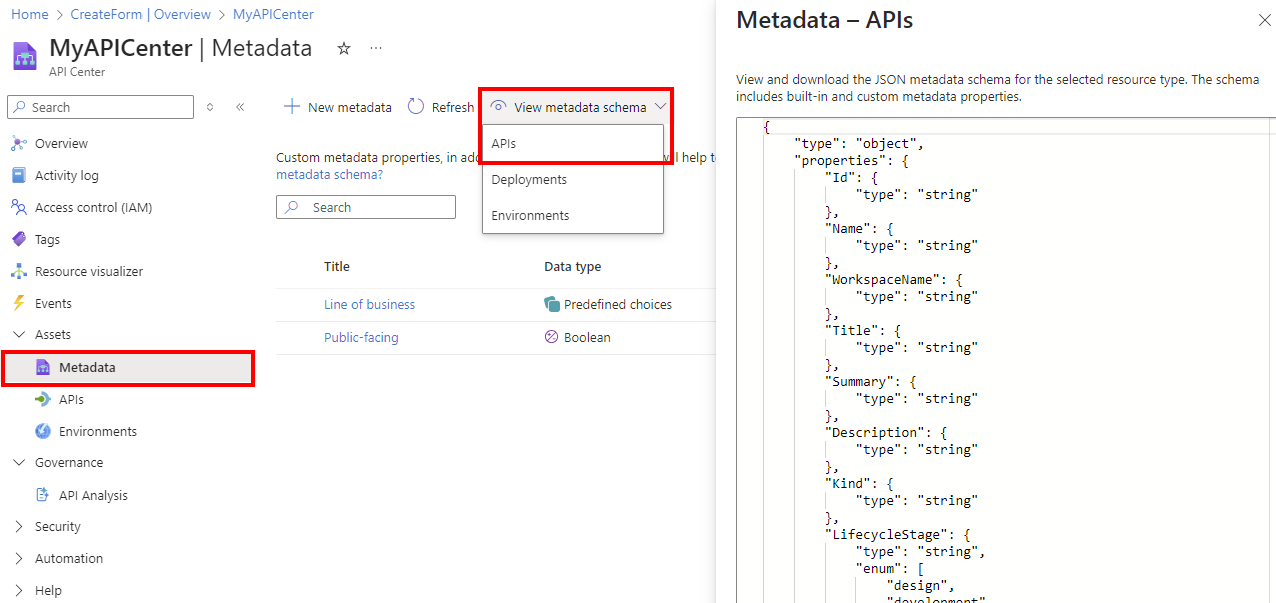 Home > CreateForm | Overview > MyAPICenter
MyAPICenter | Metadata
API Center
Search
Overview
Activity log
Access control (IAM)
Tags
Resource visualizer
Events
Assets
Metadata
APIs
Environments
Governance
API Analysis
Security
Automation
Help
New metadata
Refresh
View metadata schema
APIs
Deployments
Environments
Custom metadata properties, in
help
metadata schema?
Search
Title Data type
Line of business Predefined choices
Public-facing Boolean
Metadata – APIs
View and download the JSON metadata schema for the selected resource type. The schema
includes built-in and custom metadata properties.
{
"type": "object",
"properties": {
"Id": {
"type": "string"
},
"Name": {
"type": "string"
},
"WorkspaceName": {
"type": "string"
},
"Title": {
"type": "string"
},
"Summary": {
"type": "string"
},
"Description": {
"type": "string"
},
"Kind": {
"type": "string"
},
"LifecycleStage": {
"type": "string",
"enum": [
"design",
"development"